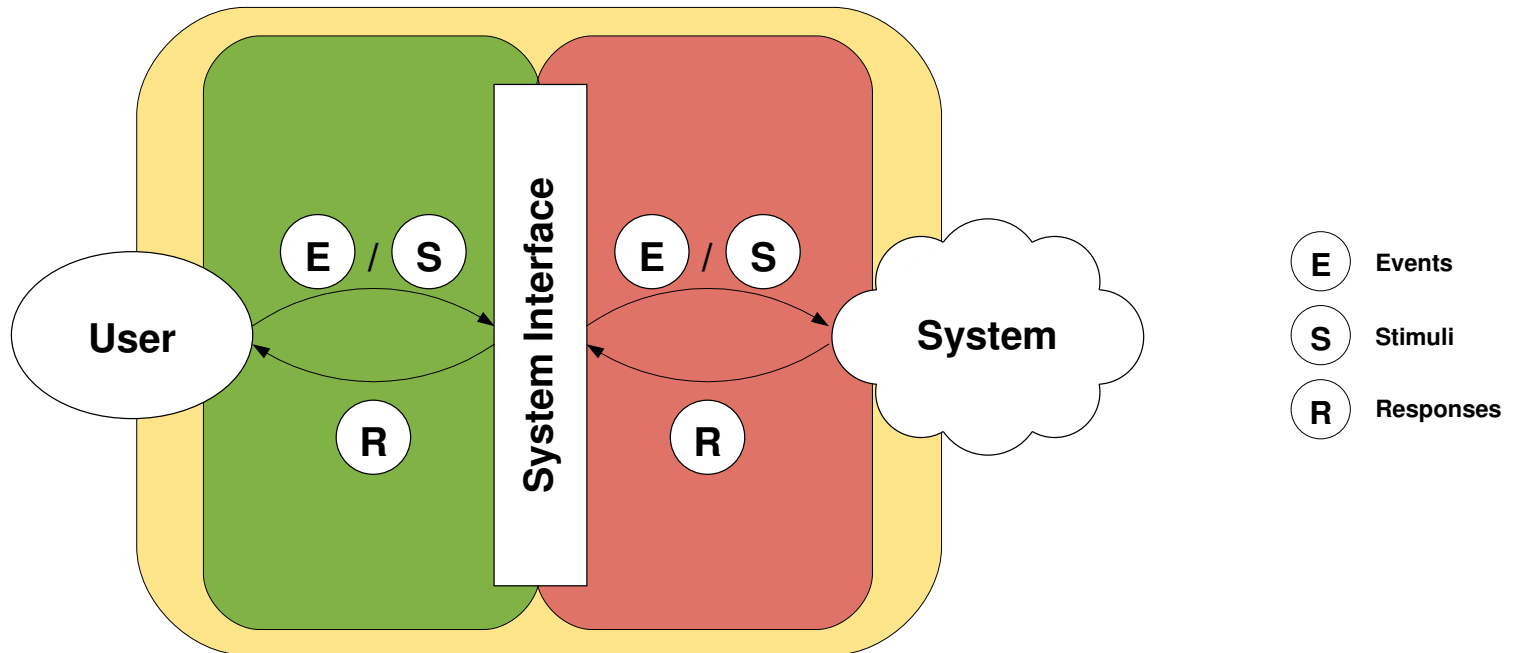 E / S
E / S
User
System Interface
System
R
R
E Events
S Stimuli
R Responses